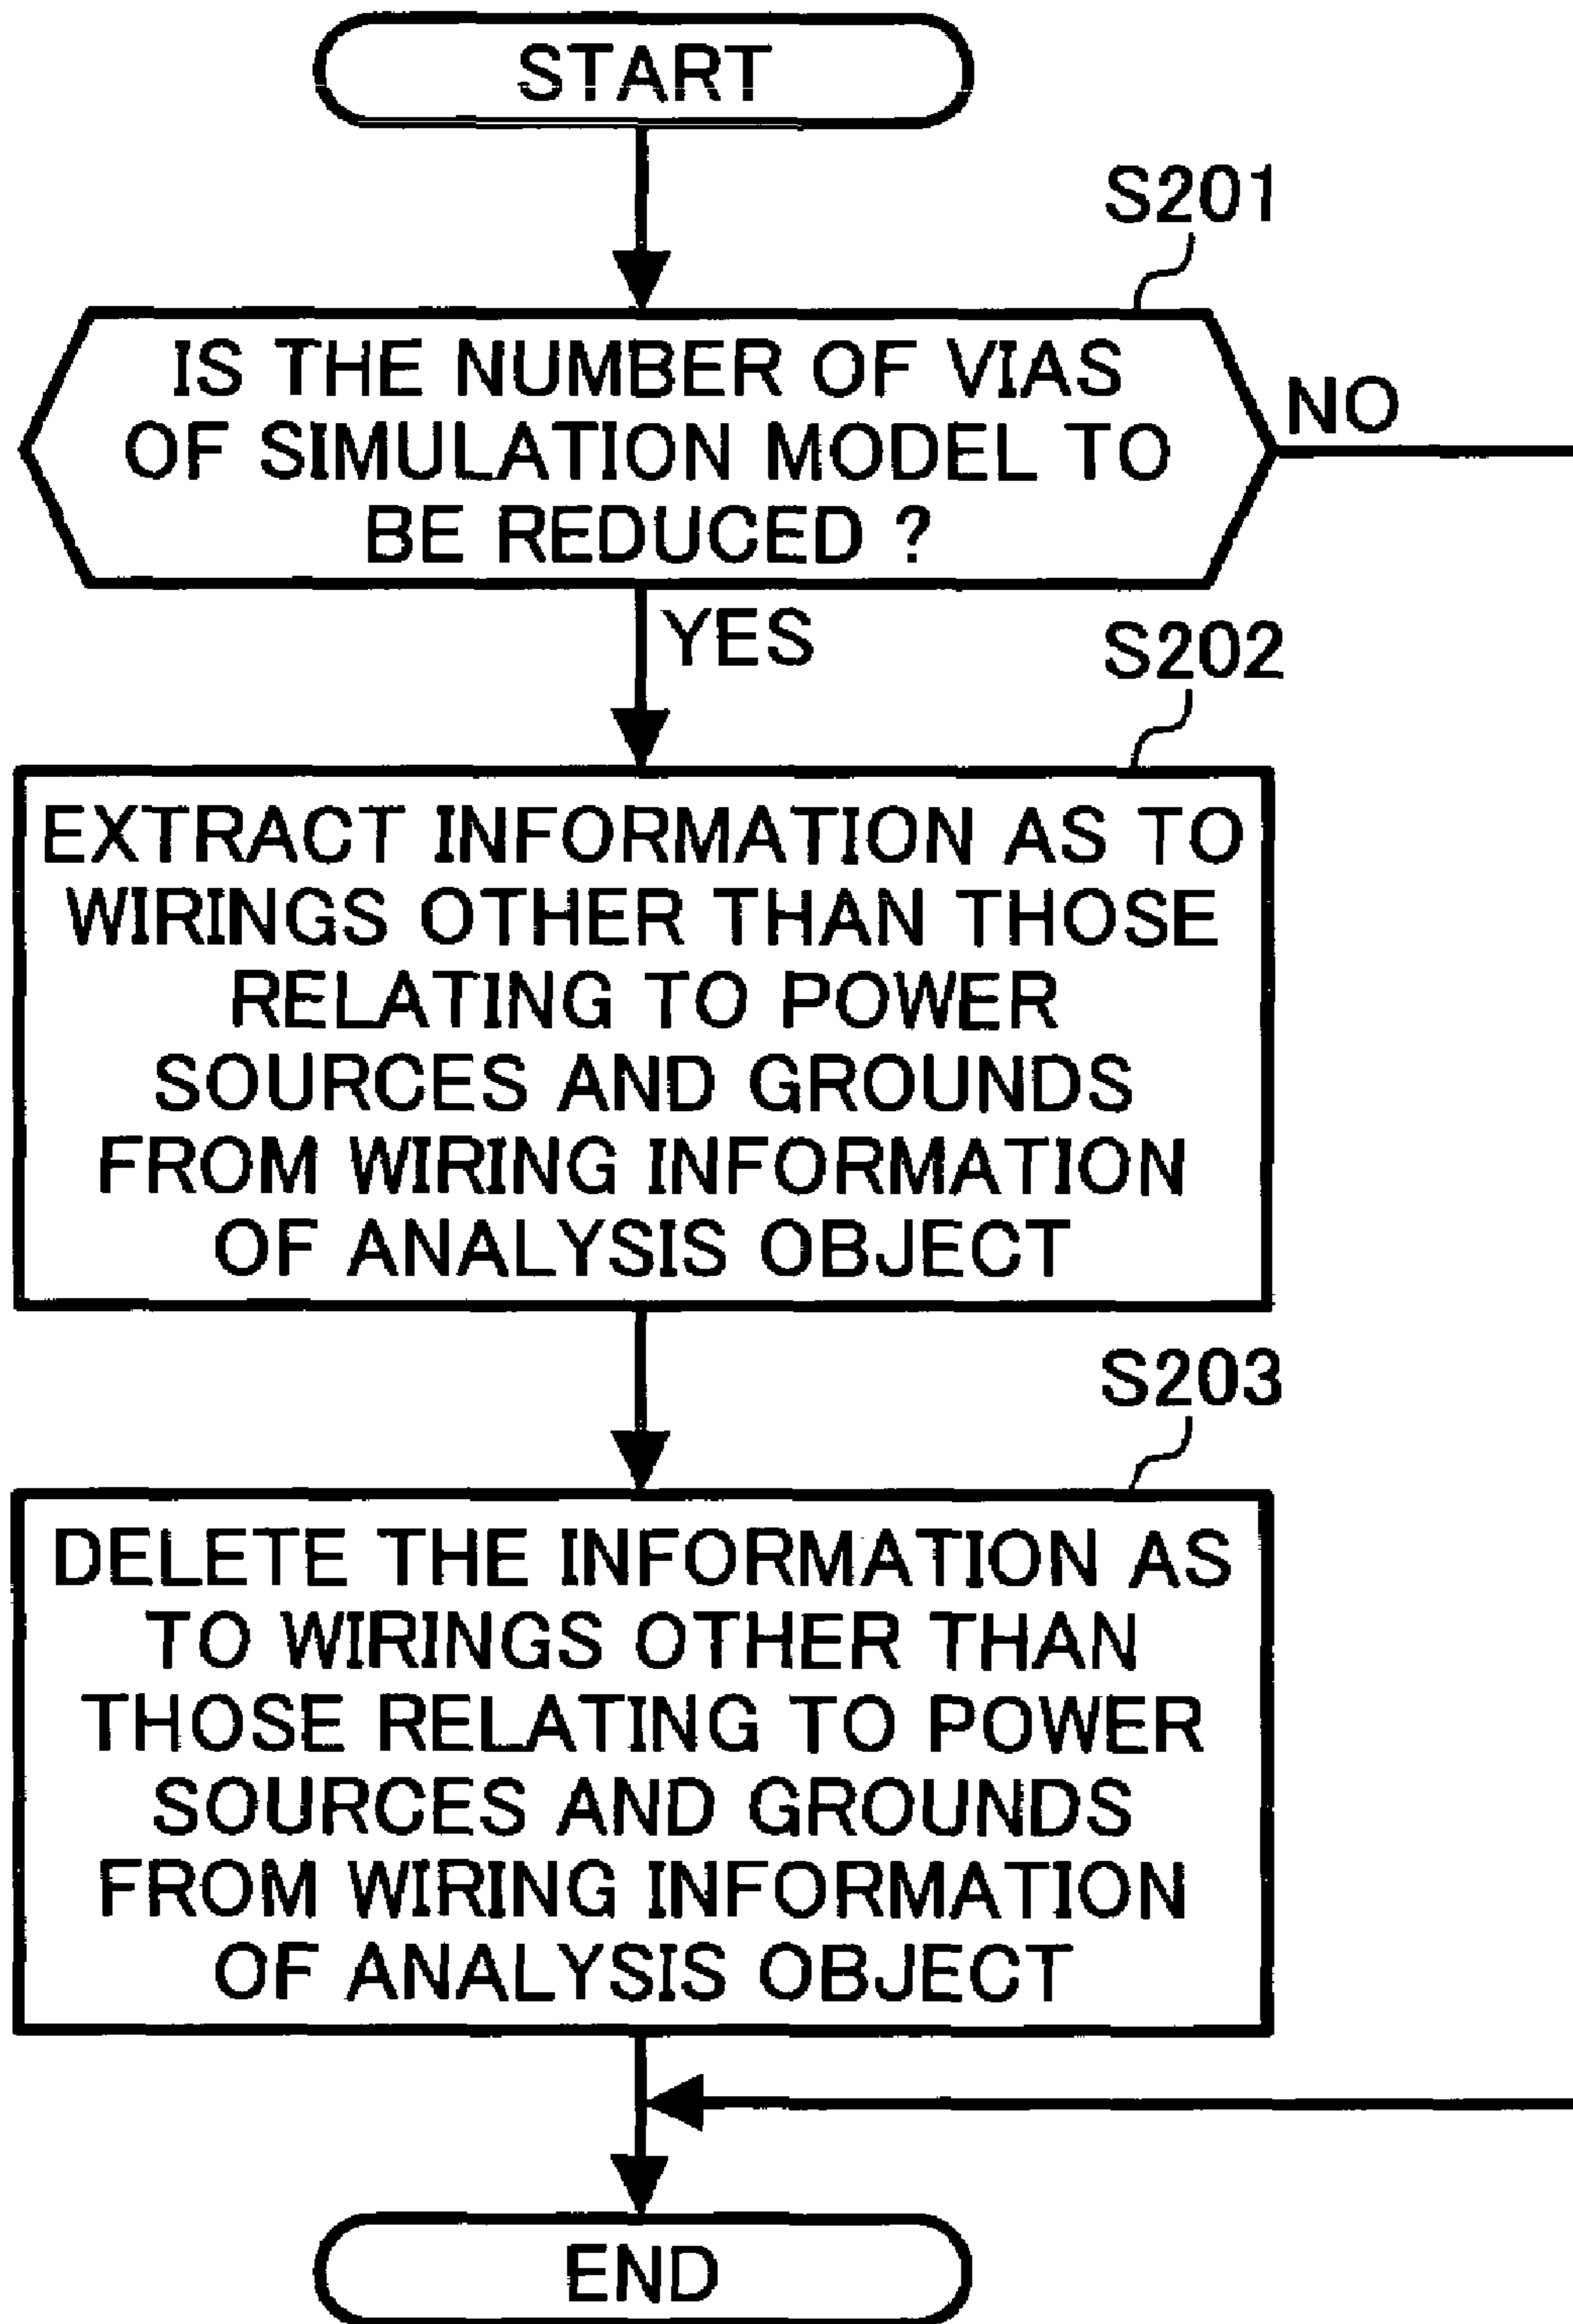 START
S201
IS THE NUMBER OF VIAS
OF SIMULATION MODEL TO
BE REDUCED ?
NO
YES
S202
EXTRACT INFORMATION AS TO
WIRINGS OTHER THAN THOSE
RELATING TO POWER
SOURCES AND GROUNDS
FROM WIRING INFORMATION
OF ANALYSIS OBJECT
S203
DELETE THE INFORMATION AS
TO WIRINGS OTHER THAN
THOSE RELATING TO POWER
SOURCES AND GROUNDS
FROM WIRING INFORMATION
OF ANALYSIS OBJECT
END